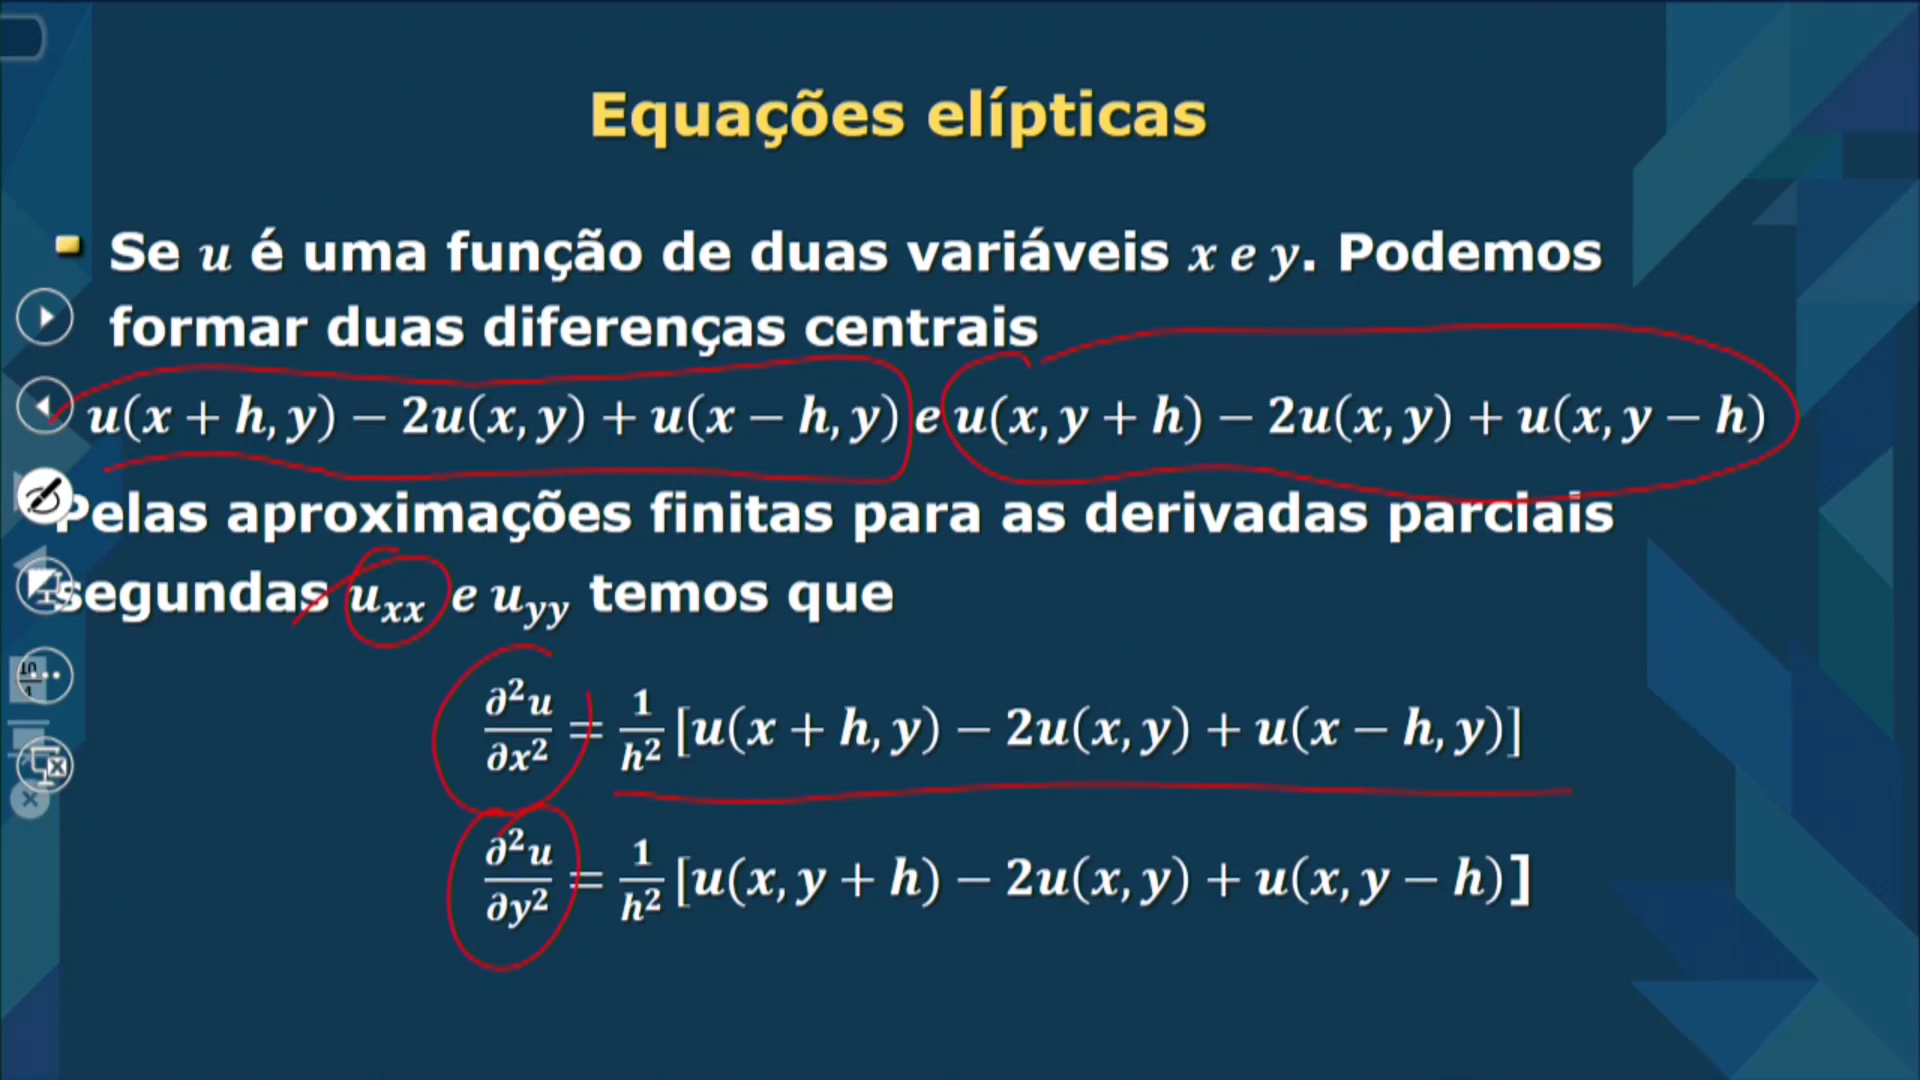 Equações elípticas
Se u é uma função de duas variáveis x e y. Podemos
formar duas diferenças centrais
u(x + h, y) − 2u(x, y) + u(x − h, y) e u(x, y + h) − 2u(x, y) + u(x, y − h)
Pelas aproximações finitas para as derivadas parciais
segundas u_xx e u_yy temos que
∂²u/∂x² = 1/h² [u(x + h, y) − 2u(x, y) + u(x − h, y)]
∂²u/∂y² = 1/h² [u(x, y + h) − 2u(x, y) + u(x, y − h)]